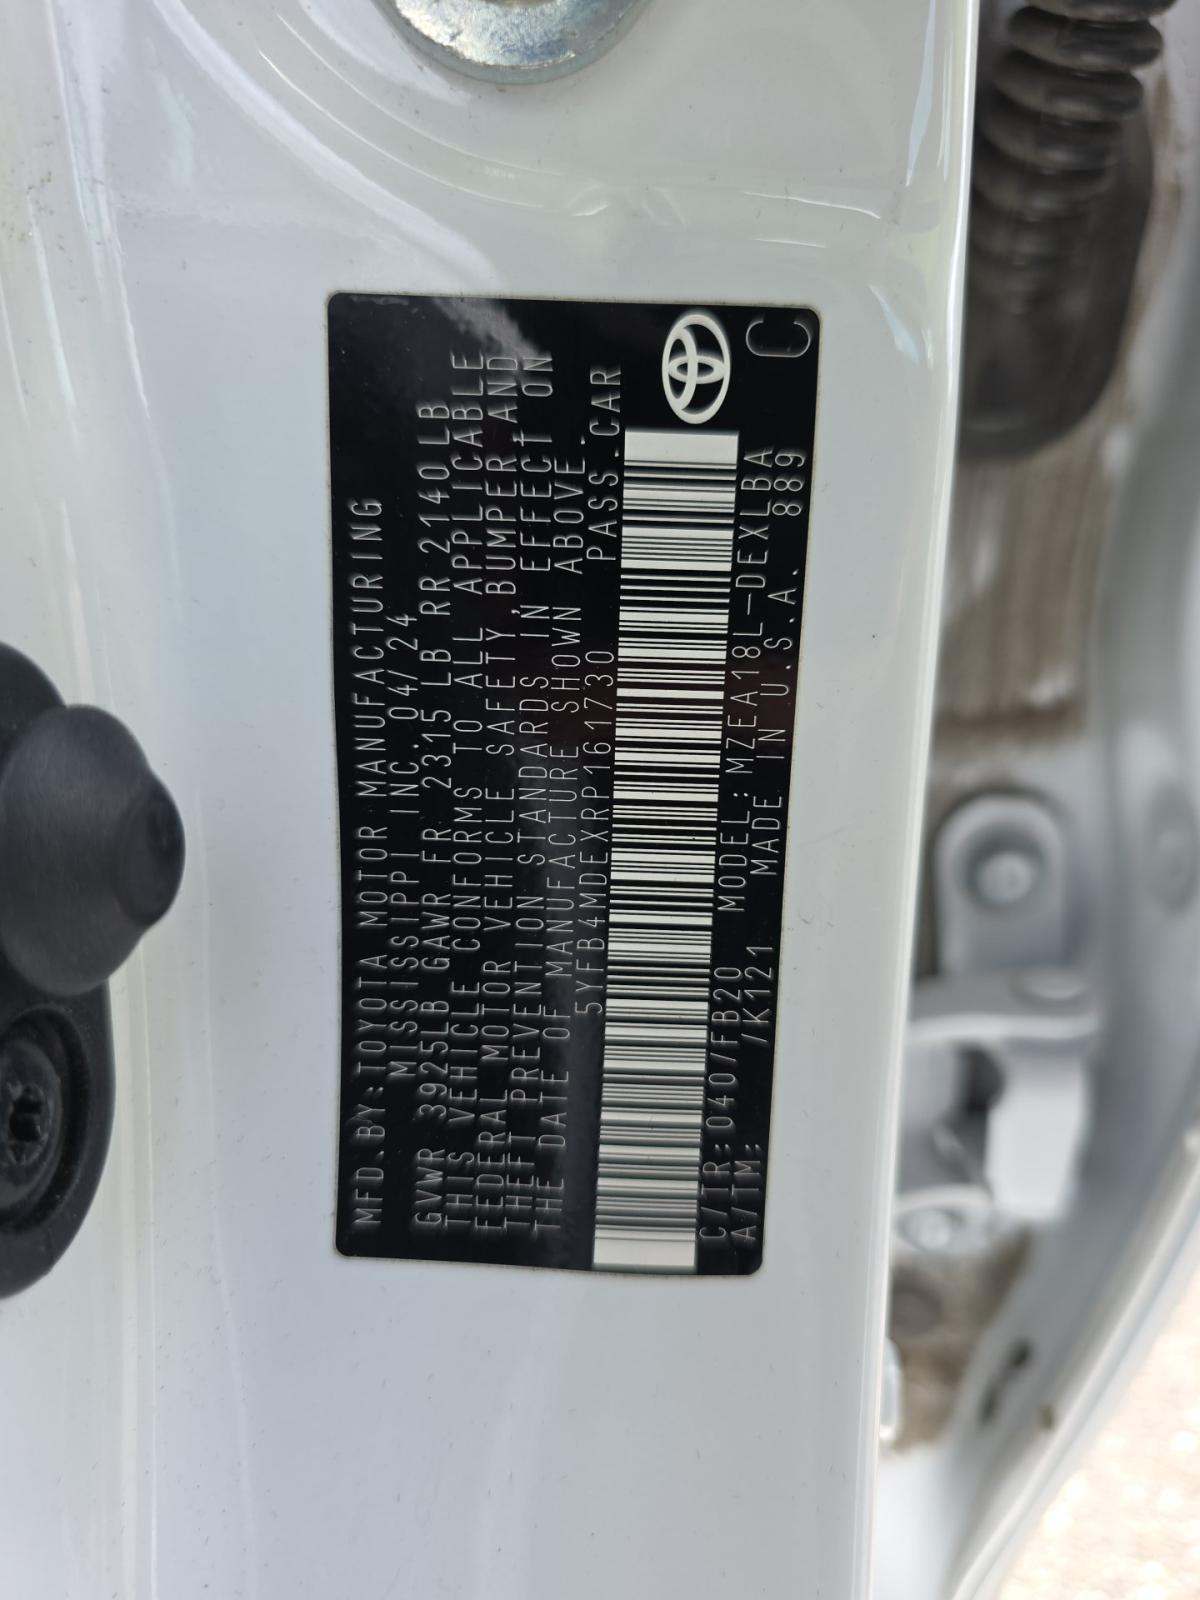 MFD.BY:TOYOTA MOTOR MANUFACTURING
MISSISSIPPI INC. 04/24
GVWR 3925LB GAWR FR 2315 LB RR 2140 LB
THIS VEHICLE CONFORMS TO ALL APPLICABLE
FEDERAL MOTOR VEHICLE SAFETY, BUMPER AND
THEFT PREVENTION STANDARDS IN EFFECT ON
THE DATE OF MANUFACTURE SHOWN ABOVE.
5YFB4MDEXRP161730 PASS.CAR
C/TR:040/FB20 MODEL:MZEA18L-DEXLBA
A/TM: /K121 MADE IN U.S.A. 889
C